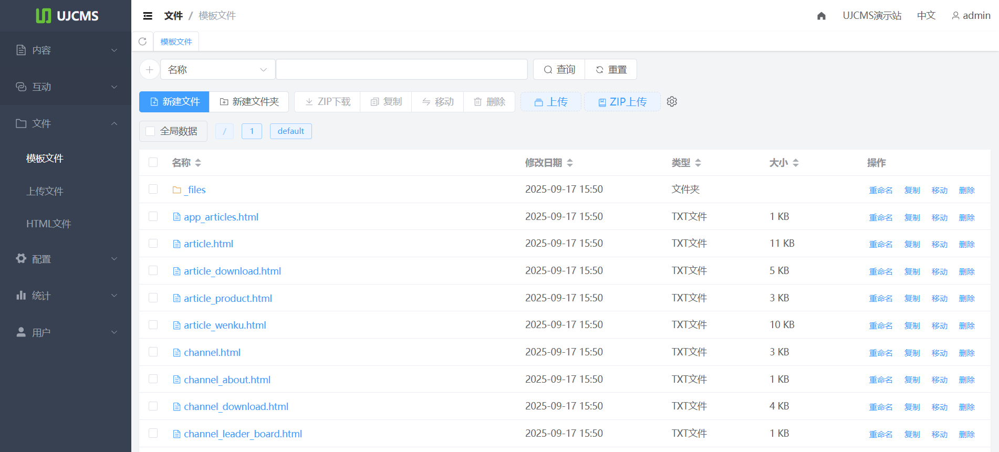 UJCMS
文件 / 模板文件
UJCMS演示站 中文 admin
模板文件
内容
互动
文件
模板文件
上传文件
HTML文件
配置
统计
用户
名称 查询 重置
新建文件 新建文件夹 ZIP下载 复制 移动 删除 上传 ZIP上传
全局数据 / 1 default
名称 修改日期 类型 大小 操作
_files 2025-09-17 15:50 文件夹 重命名 复制 移动 删除
app_articles.html 2025-09-17 15:50 TXT文件 1 KB 重命名 复制 移动 删除
article.html 2025-09-17 15:50 TXT文件 11 KB 重命名 复制 移动 删除
article_download.html 2025-09-17 15:50 TXT文件 5 KB 重命名 复制 移动 删除
article_product.html 2025-09-17 15:50 TXT文件 3 KB 重命名 复制 移动 删除
article_wenku.html 2025-09-17 15:50 TXT文件 10 KB 重命名 复制 移动 删除
channel.html 2025-09-17 15:50 TXT文件 3 KB 重命名 复制 移动 删除
channel_about.html 2025-09-17 15:50 TXT文件 1 KB 重命名 复制 移动 删除
channel_download.html 2025-09-17 15:50 TXT文件 4 KB 重命名 复制 移动 删除
channel_leader_board.html 2025-09-17 15:50 TXT文件 1 KB 重命名 复制 移动 删除